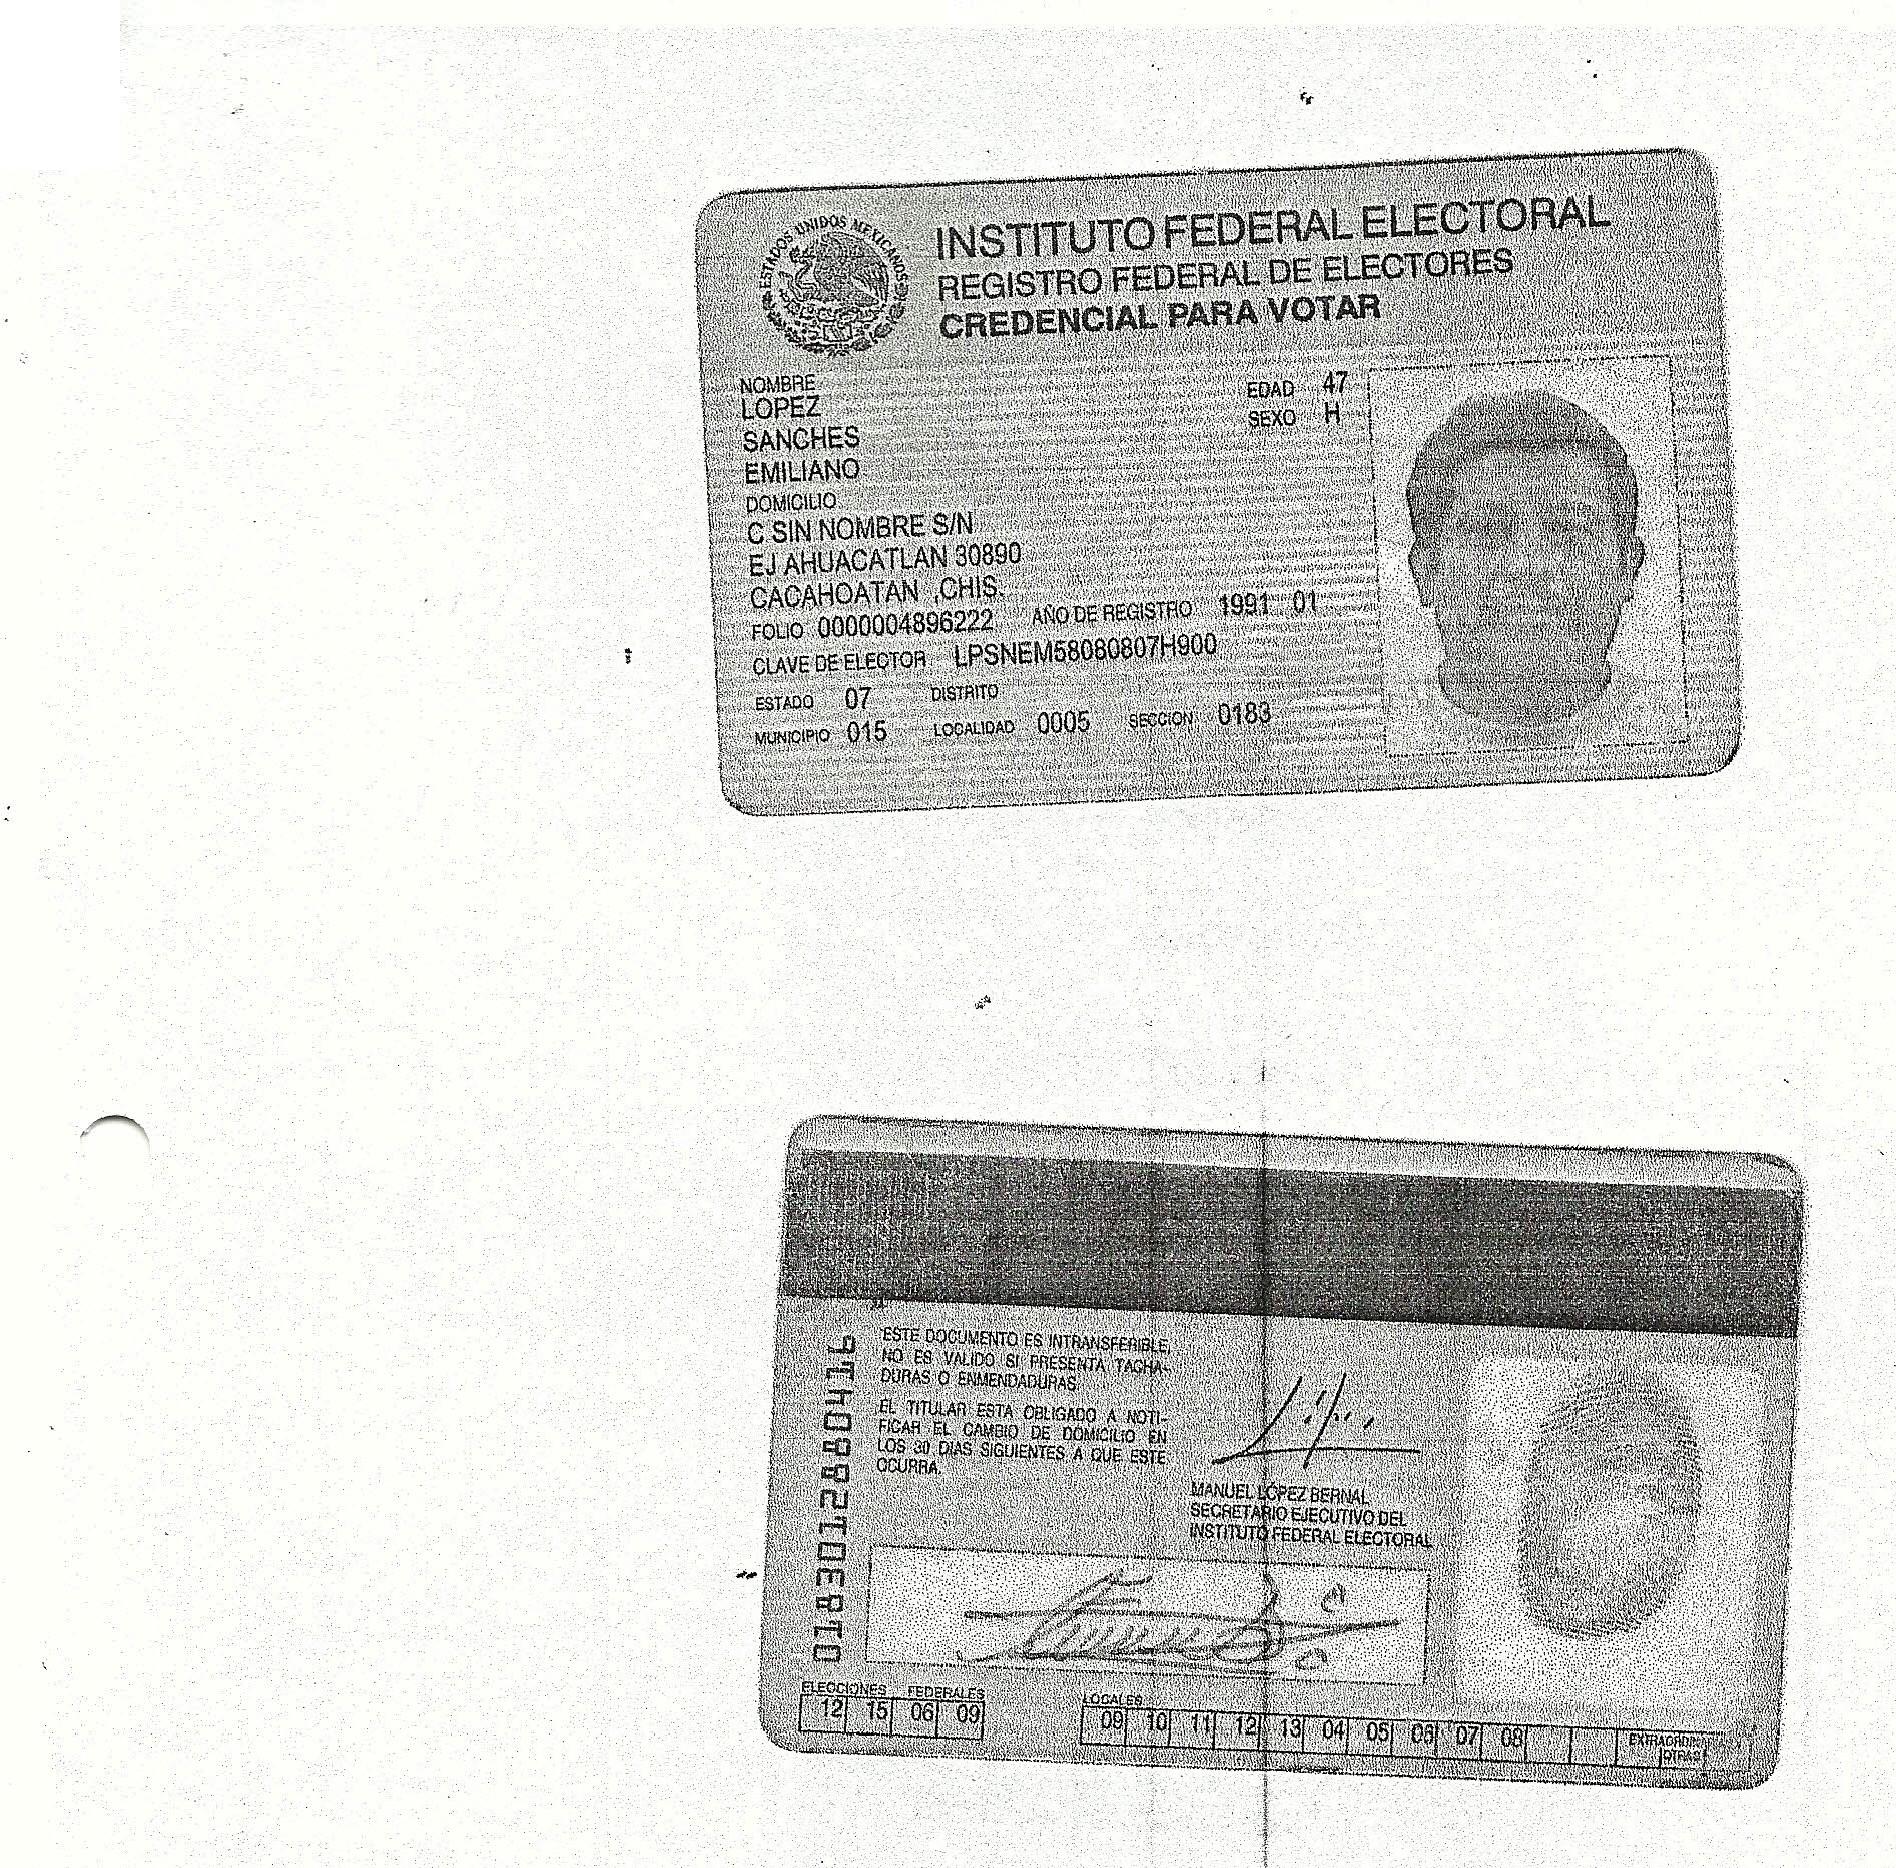 ESTADOS UNIDOS MEXICANOS
INSTITUTO FEDERAL ELECTORAL
REGISTRO FEDERAL DE ELECTORES
CREDENCIAL PARA VOTAR
NOMBRE
LOPEZ
SANCHES
EMILIANO
EDAD 47
SEXO H
DOMICILIO
C SIN NOMBRE S/N
EJ AHUACATLAN 30890
CACAHOATAN ,CHIS.
FOLIO 0000004896222 AÑO DE REGISTRO 1991 01
CLAVE DE ELECTOR LPSNEM58080807H900
ESTADO 07 DISTRITO
MUNICIPIO 015 LOCALIDAD 0005 SECCION 0183
ESTE DOCUMENTO ES INTRANSFERIBLE,
NO ES VALIDO SI PRESENTA TACHA-
DURAS O ENMENDADURAS.
EL TITULAR ESTA OBLIGADO A NOTI-
FICAR EL CAMBIO DE DOMICILIO EN
LOS 30 DIAS SIGUIENTES A QUE ESTE
OCURRA.
MANUEL LOPEZ BERNAL
SECRETARIO EJECUTIVO DEL
INSTITUTO FEDERAL ELECTORAL
ELECCIONES FEDERALES
12 15 06 09
LOCALES
09 10 11 12 13 04 05 06 07 08
OTRAS